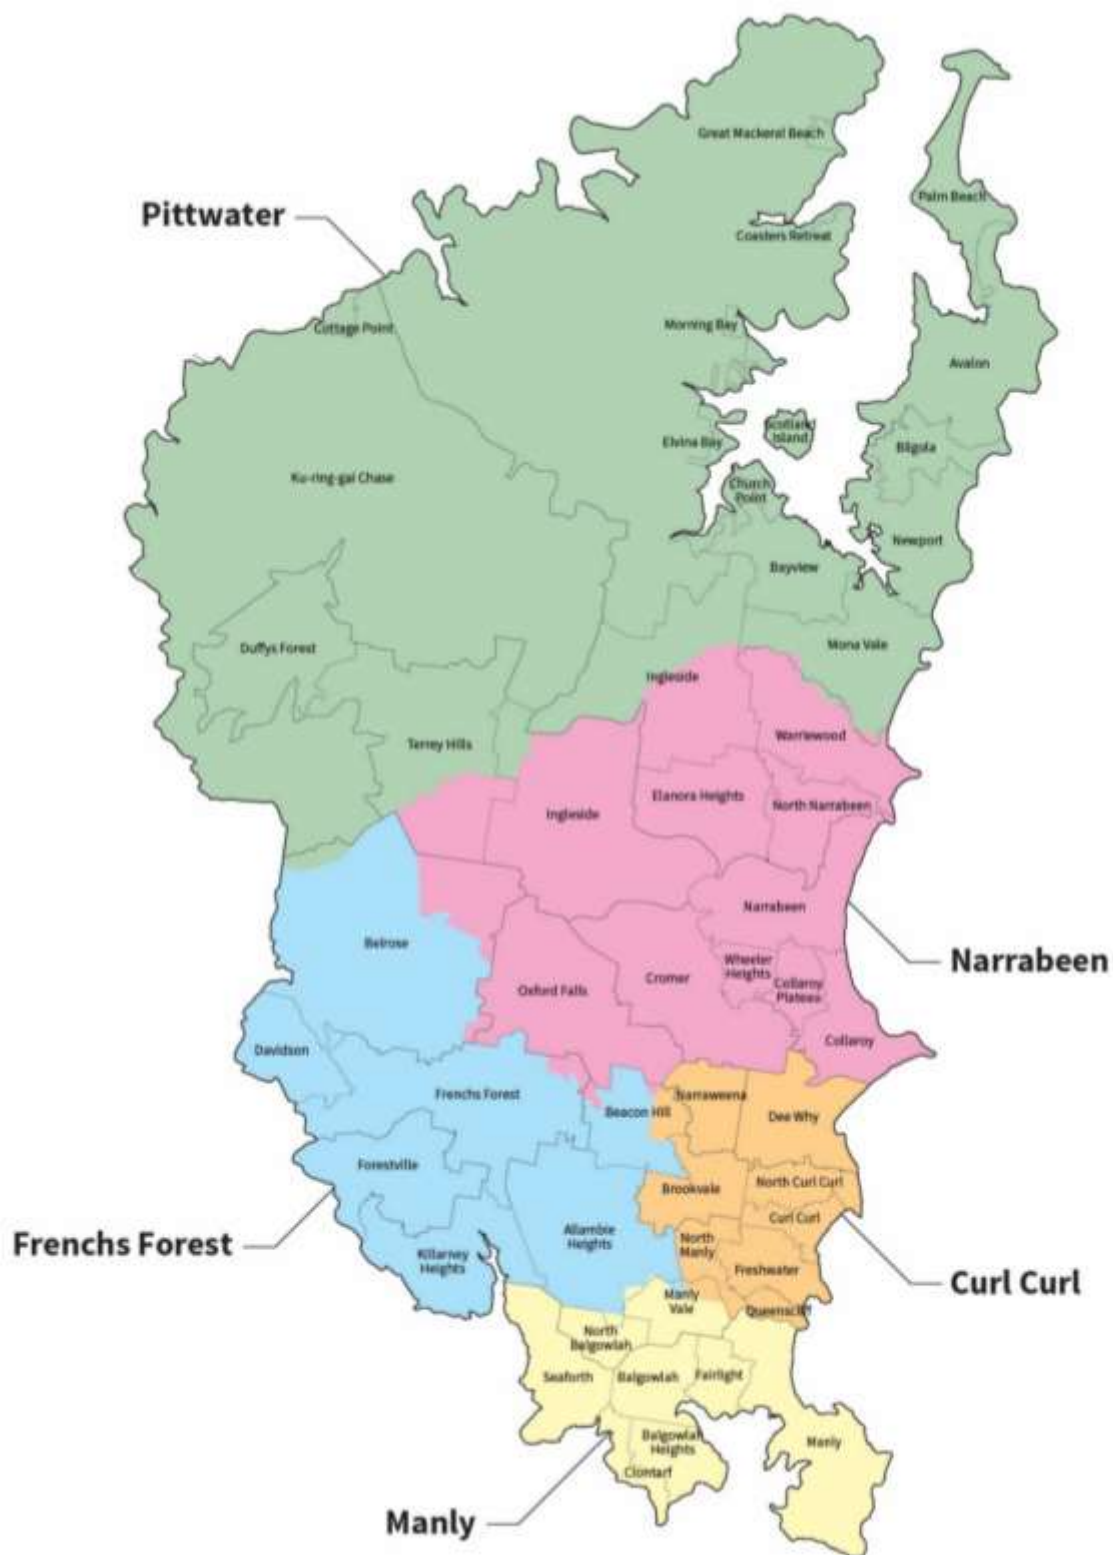 Great Mackeral Beach
Palm Beach
Pittwater
Coasters Retreat
Cottage Point
Morning Bay
Avalon
Scotland
Island
Elvina Bay
Bilgola
Ku-ring-gai Chase
Church
Point
Newport
Bayview
Duffys Forest
Mona Vale
Ingleside
Terrey Hills
Warriewood
Elanora Heights
North Narrabeen
Ingleside
Narrabeen
Belrose
Narrabeen
Wheeler
Heights
Cromer
Oxford Falls
Collaroy
Plateau
Collaroy
Davidson
Frenchs Forest
Narraweena
Beacon Hill
Dee Why
Forestville
North Curl Curl
Brookvale
Curl Curl
Allambie
Heights
North
Manly
Frenchs Forest
Killarney
Heights
Freshwater
Curl Curl
Manly
Vale
Queenscliff
North
Balgowlah
Seaforth
Balgowlah
Fairlight
Balgowlah
Heights
Manly
Clontarf
Manly